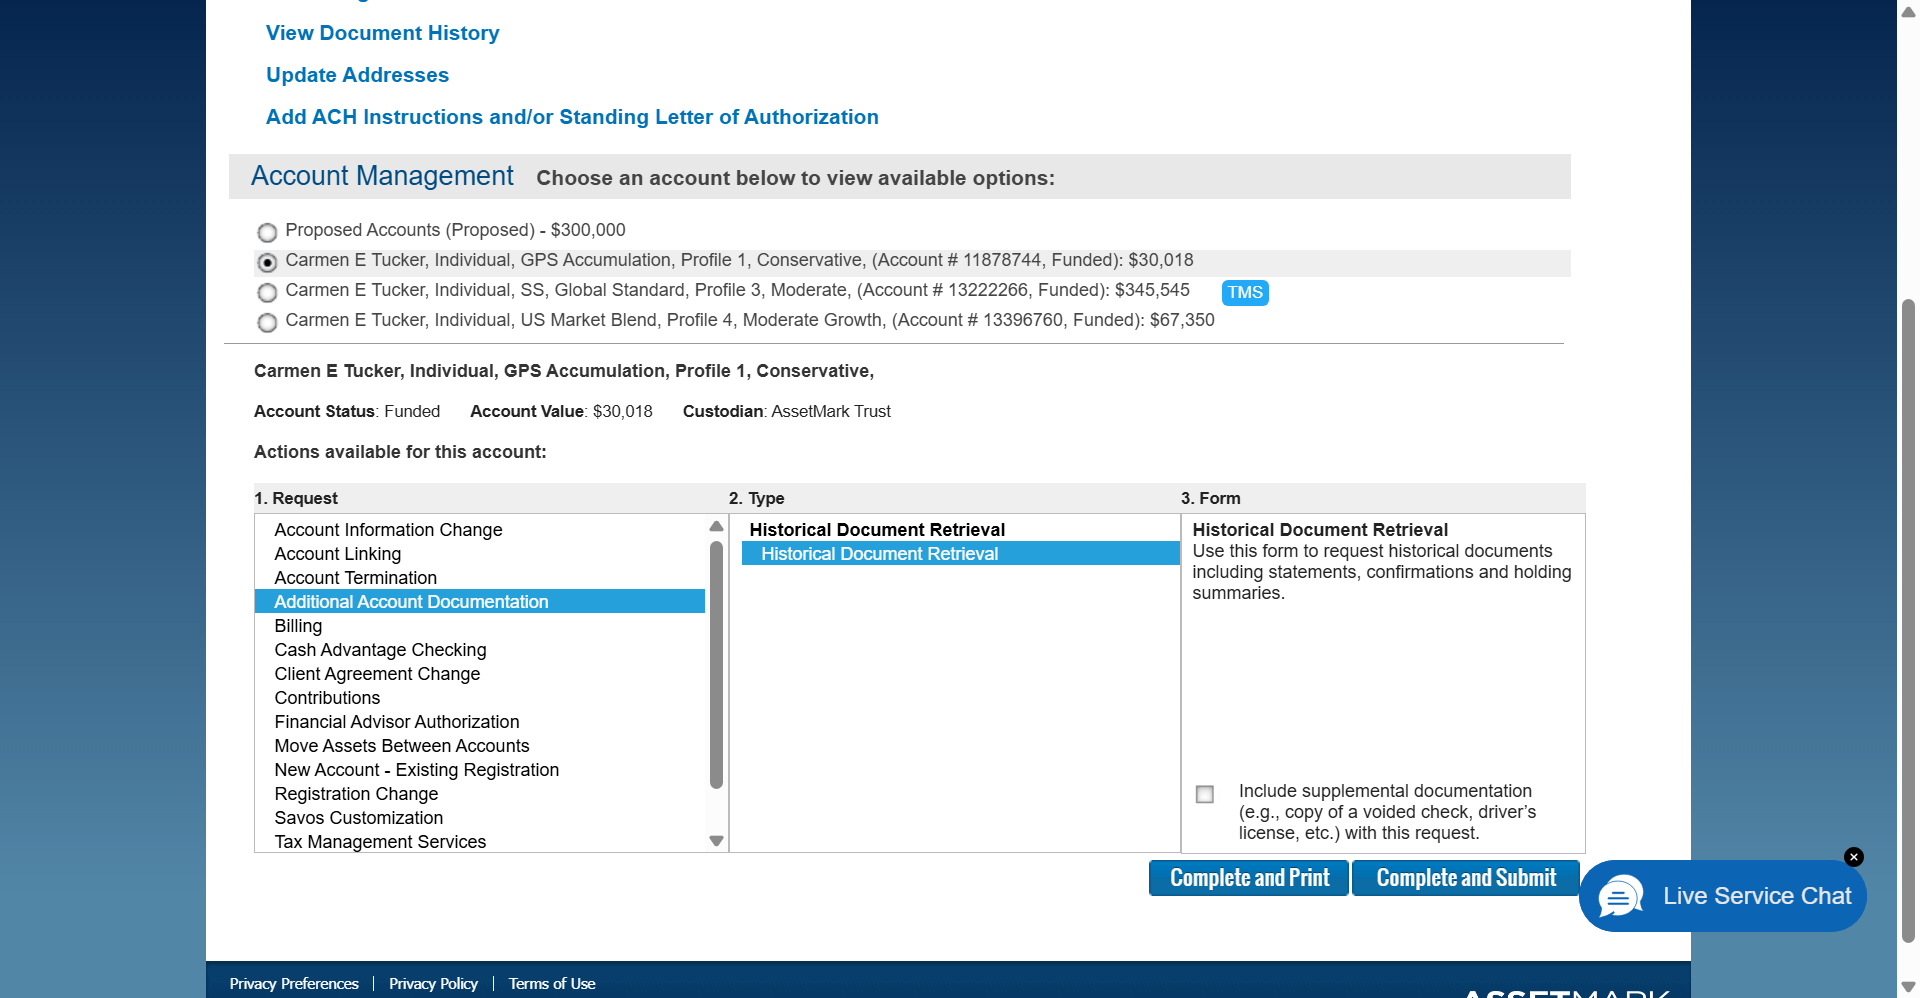 View Document History
Update Addresses
Add ACH Instructions and/or Standing Letter of Authorization
Account Management Choose an account below to view available options:
Proposed Accounts (Proposed) - $300,000
Carmen E Tucker, Individual, GPS Accumulation, Profile 1, Conservative, (Account # 11878744, Funded): $30,018
Carmen E Tucker, Individual, SS, Global Standard, Profile 3, Moderate, (Account # 13222266, Funded): $345,545 TMS
Carmen E Tucker, Individual, US Market Blend, Profile 4, Moderate Growth, (Account # 13396760, Funded): $67,350
Carmen E Tucker, Individual, GPS Accumulation, Profile 1, Conservative,
Account Status: Funded Account Value: $30,018 Custodian: AssetMark Trust
Actions available for this account:
1. Request
Account Information Change
Account Linking
Account Termination
Additional Account Documentation
Billing
Cash Advantage Checking
Client Agreement Change
Contributions
Financial Advisor Authorization
Move Assets Between Accounts
New Account - Existing Registration
Registration Change
Savos Customization
Tax Management Services
2. Type
Historical Document Retrieval
Historical Document Retrieval
3. Form
Historical Document Retrieval
Use this form to request historical documents
including statements, confirmations and holding
summaries.
Include supplemental documentation
(e.g., copy of a voided check, driver's
license, etc.) with this request.
Complete and Print Complete and Submit
Live Service Chat
Privacy Preferences | Privacy Policy | Terms of Use
ASSETMARK